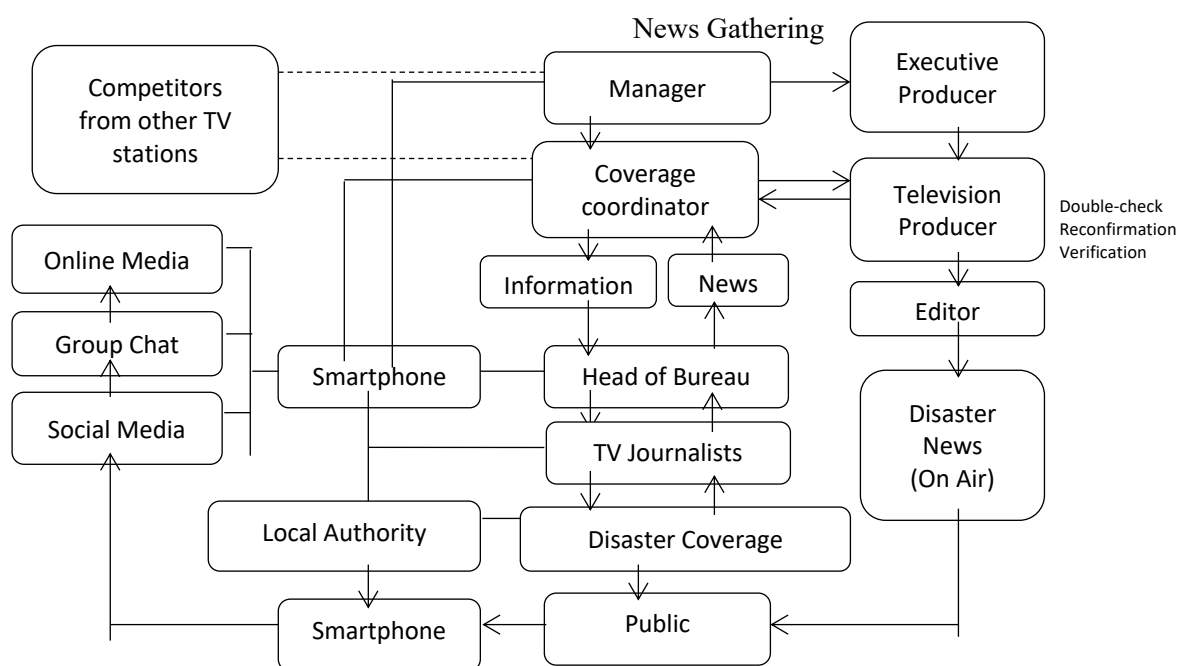 News Gathering
Competitors
from other TV
stations
Manager
Executive
Producer
Coverage
coordinator
Television
Producer
Double-check
Reconfirmation
Verification
Online Media
Information
News
Editor
Group Chat
Smartphone
Head of Bureau
Social Media
TV Journalists
Disaster
News
(On Air)
Local Authority
Disaster Coverage
Smartphone
Public